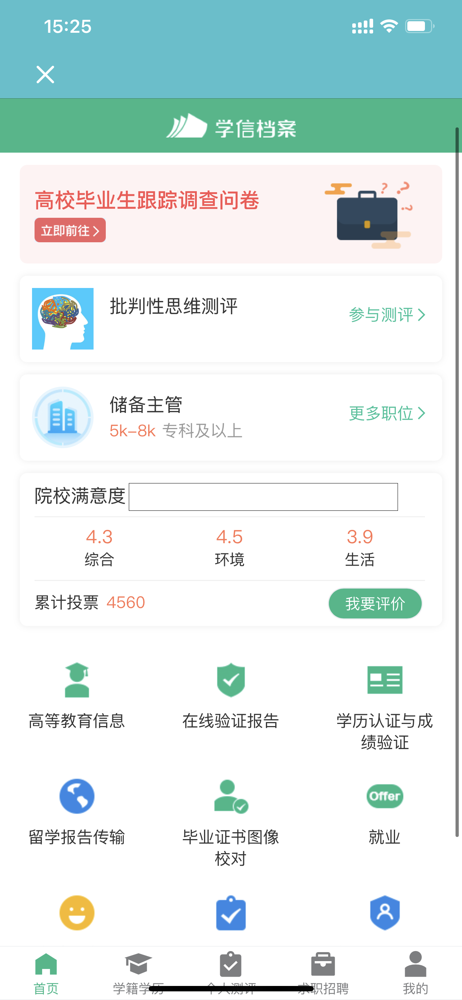 15:25
学信档案
高校毕业生跟踪调查问卷
立即前往
批判性思维测评
参与测评
储备主管
更多职位
5k-8k 专科及以上
院校满意度
4.3 4.5 3.9
综合 环境 生活
累计投票 4560
我要评价
高等教育信息 在线验证报告 学历认证与成
绩验证
Offer
留学报告传输 毕业证书图像 就业
校对
首页 学籍学历 个人测评 求职招聘 我的